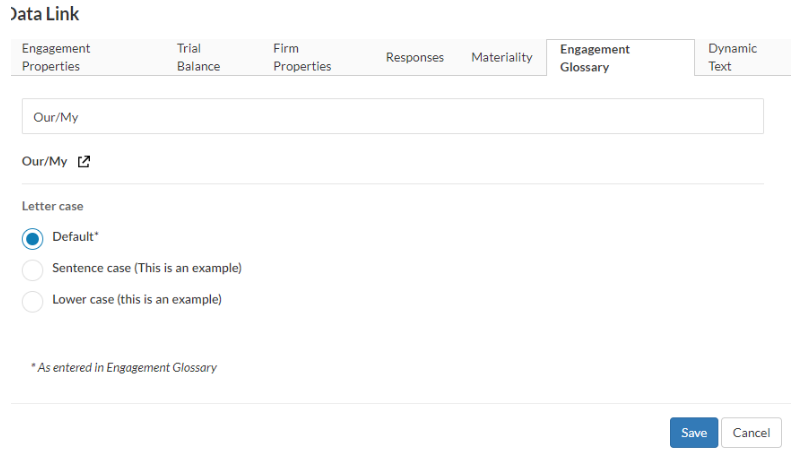 Data Link
Engagement Properties
Trial Balance
Firm Properties
Responses
Materiality
Engagement Glossary
Dynamic Text
Our/My
Our/My
Letter case
Default*
Sentence case (This is an example)
Lower case (this is an example)
* As entered in Engagement Glossary
Save
Cancel